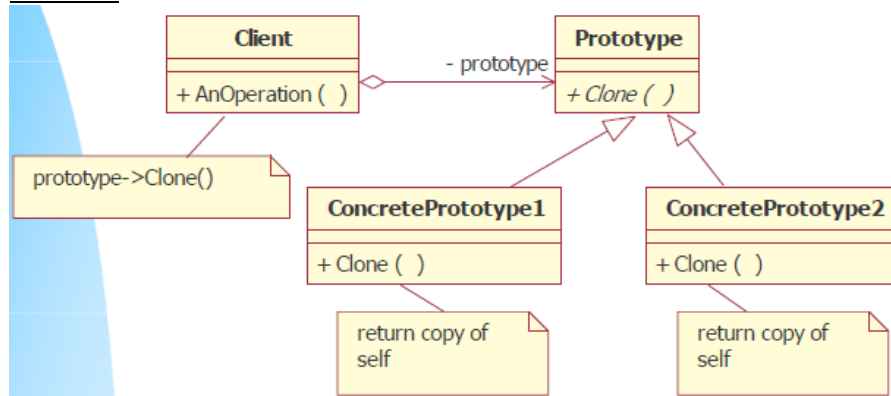 Client
Prototype
- prototype
+ AnOperation ( )
+ Clone ( )
prototype->Clone()
ConcretePrototype1
ConcretePrototype2
+ Clone ( )
+ Clone ( )
return copy of
self
return copy of
self